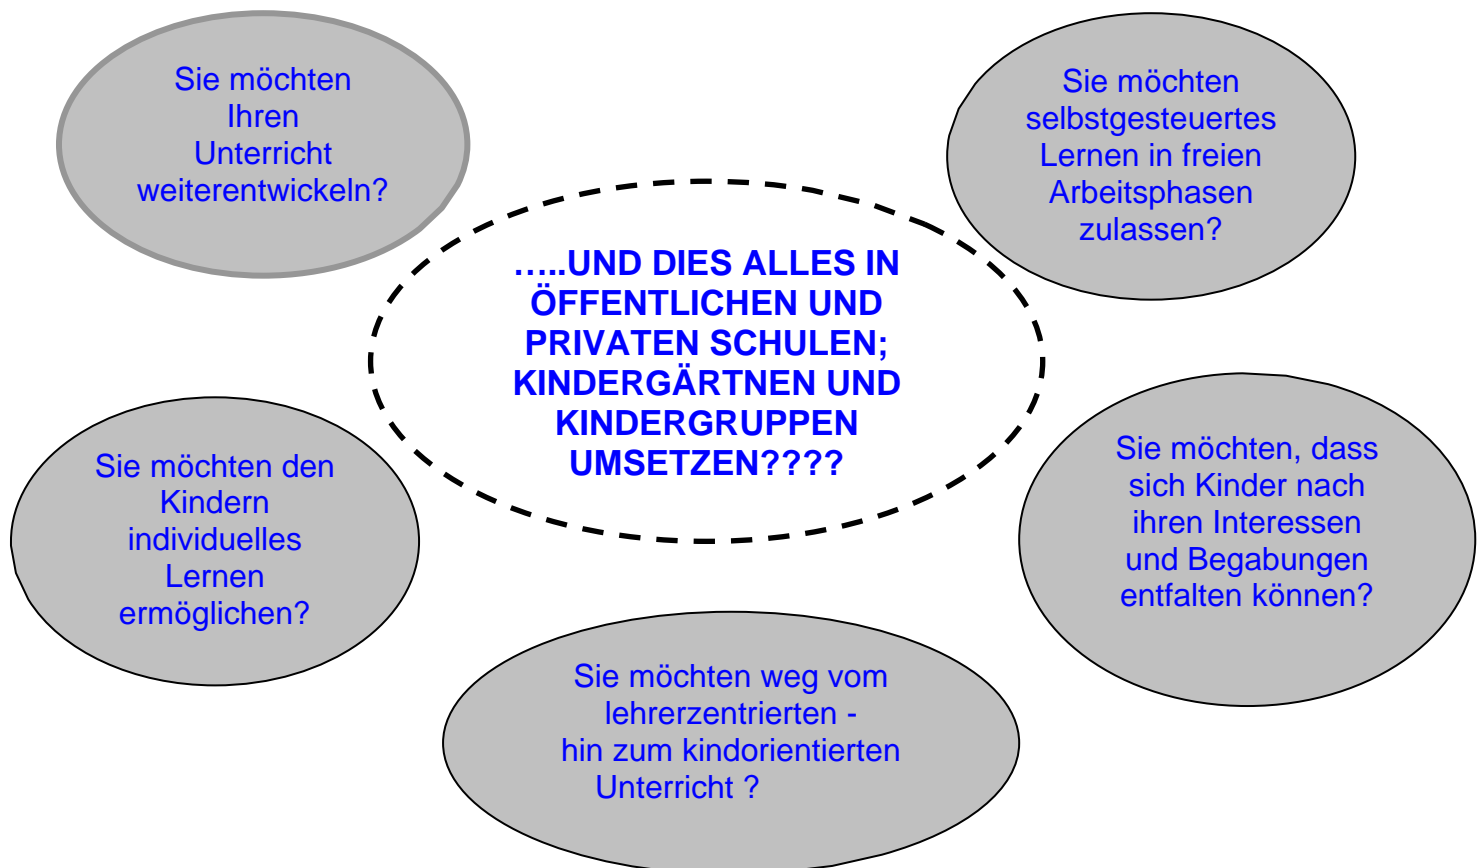 Sie möchten
Ihren
Unterricht
weiterentwickeln?
Sie möchten
selbstgesteuertes
Lernen in freien
Arbeitsphasen
zulassen?
…..UND DIES ALLES IN
ÖFFENTLICHEN UND
PRIVATEN SCHULEN;
KINDERGÄRTNEN UND
KINDERGRUPPEN
UMSETZEN????
Sie möchten den
Kindern
individuelles
Lernen
ermöglichen?
Sie möchten, dass
sich Kinder nach
ihren Interessen
und Begabungen
entfalten können?
Sie möchten weg vom
lehrerzentrierten -
hin zum kindorientierten
Unterricht ?